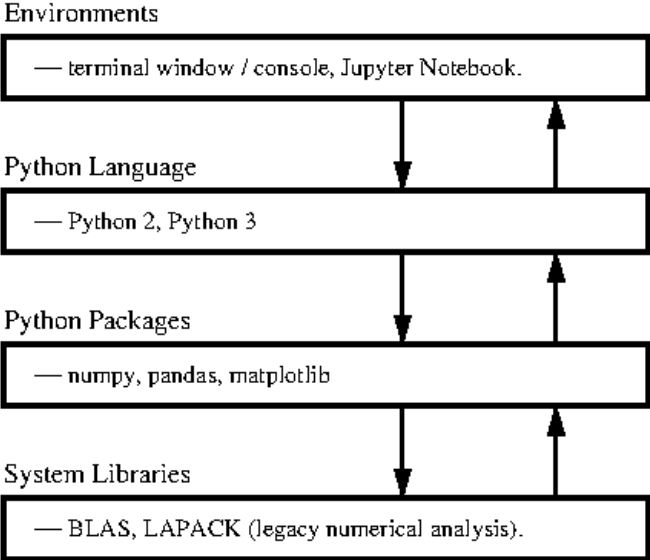 Environments
— terminal window / console, Jupyter Notebook.
Python Language
— Python 2, Python 3
Python Packages
— numpy, pandas, matplotlib
System Libraries
— BLAS, LAPACK (legacy numerical analysis).